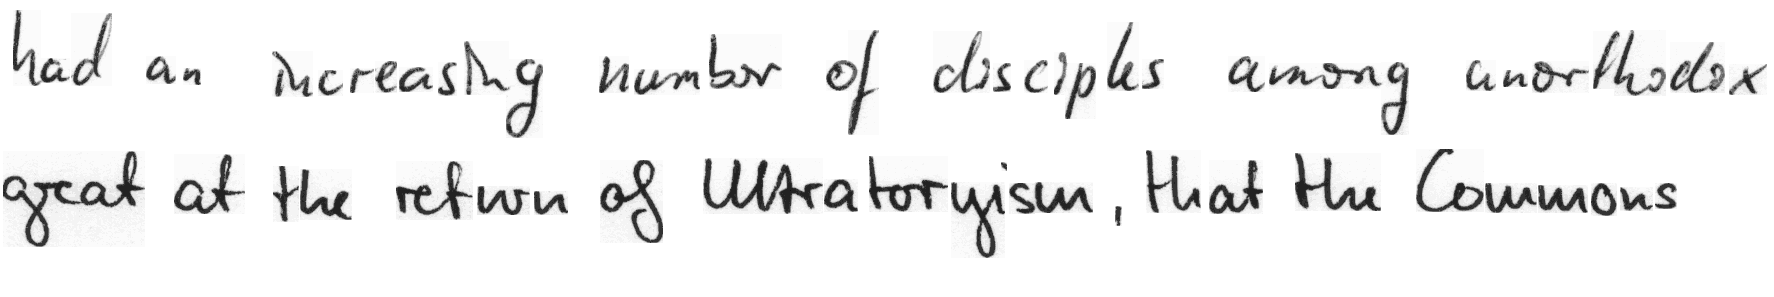 had an increasing number of disciples among unorthodox
great at the return of Ultratoryism, that the Commons